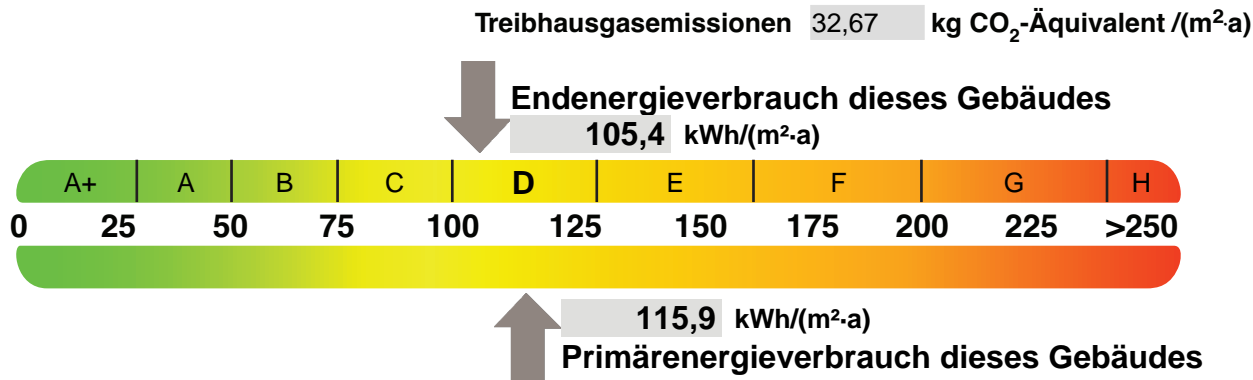 Treibhausgasemissionen 32,67 kg CO₂-Äquivalent /(m²·a)
Endenergieverbrauch dieses Gebäudes
105,4 kWh/(m²·a)
A+ A B C D E F G H
0 25 50 75 100 125 150 175 200 225 >250
115,9 kWh/(m²·a)
Primärenergieverbrauch dieses Gebäudes